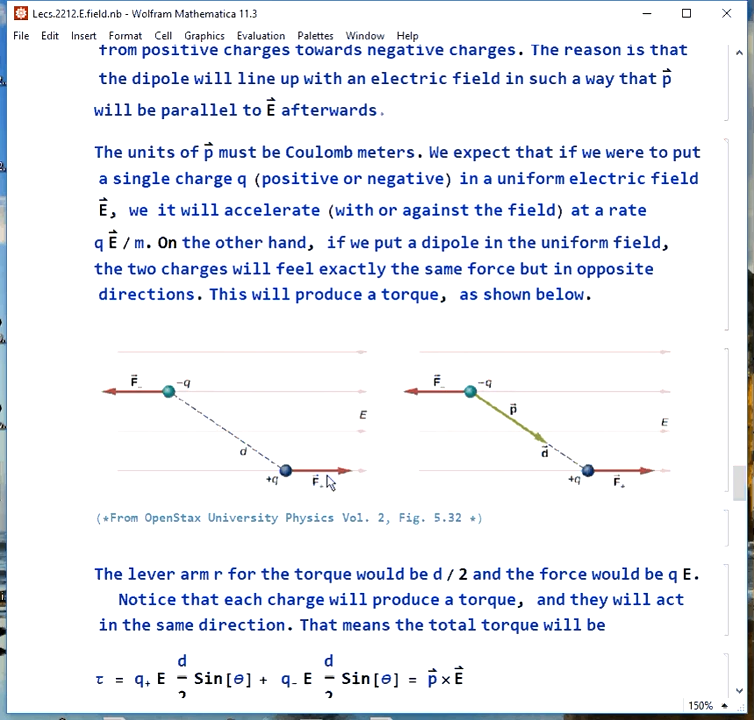 Lecs.2212.E.field.nb - Wolfram Mathematica 11.3
File Edit Insert Format Cell Graphics Evaluation Palettes Window Help
from positive charges towards negative charges. The reason is that
the dipole will line up with an electric field in such a way that p⃗
will be parallel to E⃗ afterwards.
The units of p⃗ must be Coulomb meters. We expect that if we were to put
a single charge q (positive or negative) in a uniform electric field
E⃗, we it will accelerate (with or against the field) at a rate
q E⃗ / m. On the other hand, if we put a dipole in the uniform field,
the two charges will feel exactly the same force but in opposite
directions. This will produce a torque, as shown below.
F⃗₋ -q E d +q F⃗₊
F⃗₋ -q p⃗ E d⃗ +q F⃗₊
(*From OpenStax University Physics Vol. 2, Fig. 5.32 *)
The lever arm r for the torque would be d / 2 and the force would be q E.
Notice that each charge will produce a torque, and they will act
in the same direction. That means the total torque will be
τ = q₊ E d/2 Sin[θ] + q₋ E d/2 Sin[θ] = p⃗ × E⃗
150%